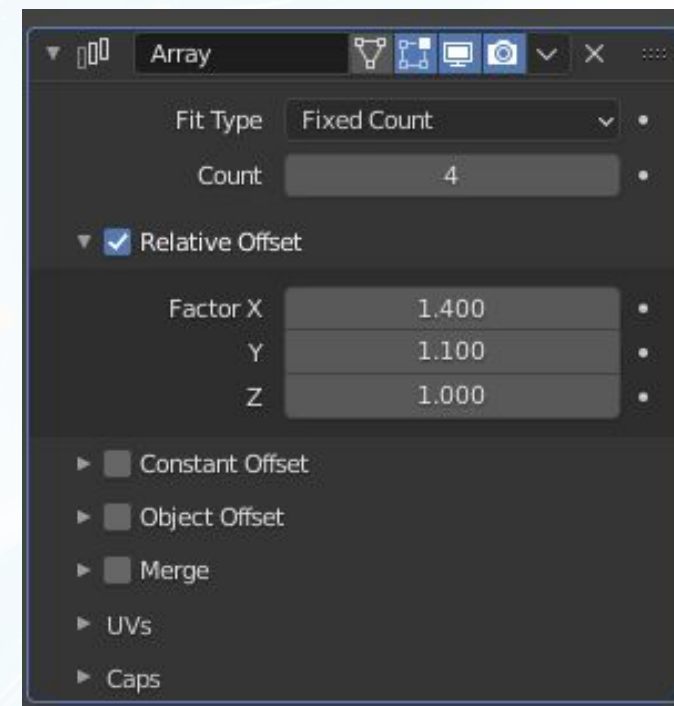 Array
Fit Type Fixed Count
Count 4
Relative Offset
Factor X 1.400
Y 1.100
Z 1.000
Constant Offset
Object Offset
Merge
UVs
Caps